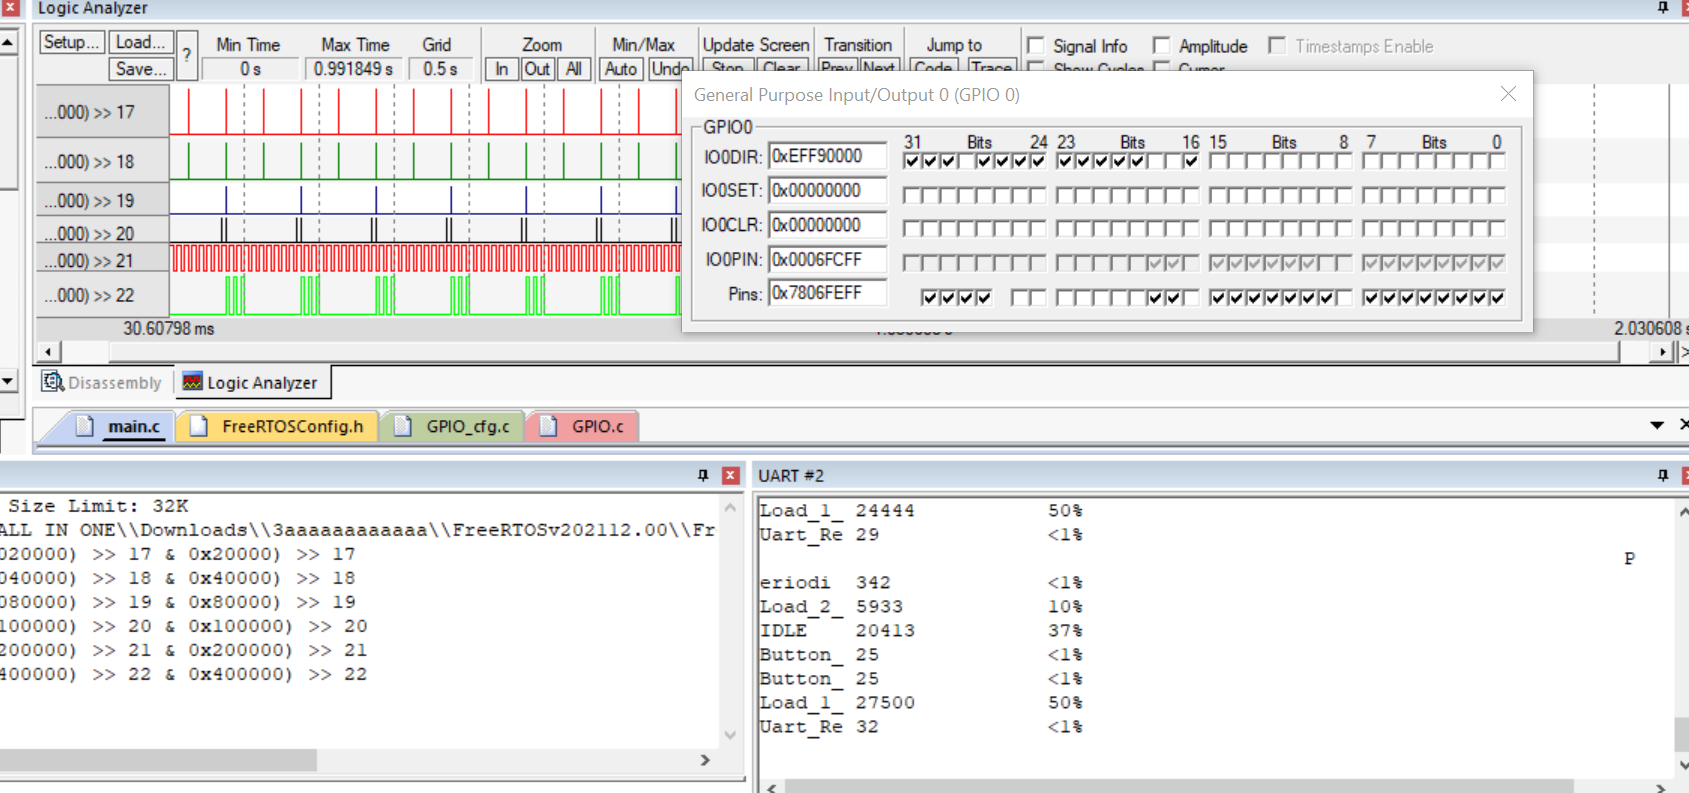 Logic Analyzer
Setup... Load... ? Min Time Max Time Grid Zoom Min/Max Update Screen Transition Jump to Signal Info Amplitude Timestamps Enable
Save... 0 s 0.991849 s 0.5 s In Out All Auto Undo Stop Clear Prev Next Code Trace Show Cycles Cursor
...000) >> 17
...000) >> 18
...000) >> 19
...000) >> 20
...000) >> 21
...000) >> 22
30.60798 ms 2.030608 s
General Purpose Input/Output 0 (GPIO 0)
GPIO0
31 Bits 24 23 Bits 16 15 Bits 8 7 Bits 0
IO0DIR: 0xEFF90000
IO0SET: 0x00000000
IO0CLR: 0x00000000
IO0PIN: 0x0006FCFF
Pins: 0x7806FEFF
Disassembly Logic Analyzer
main.c FreeRTOSConfig.h GPIO_cfg.c GPIO.c
Size Limit: 32K
ALL IN ONE\\Downloads\\3aaaaaaaaaaaa\\FreeRTOSv202112.00\\Fr
020000) >> 17 & 0x20000) >> 17
040000) >> 18 & 0x40000) >> 18
080000) >> 19 & 0x80000) >> 19
100000) >> 20 & 0x100000) >> 20
200000) >> 21 & 0x200000) >> 21
400000) >> 22 & 0x400000) >> 22
UART #2
Load_1_ 24444 50%
Uart_Re 29 <1%
P
eriodi 342 <1%
Load_2_ 5933 10%
IDLE 20413 37%
Button_ 25 <1%
Button_ 25 <1%
Load_1_ 27500 50%
Uart_Re 32 <1%